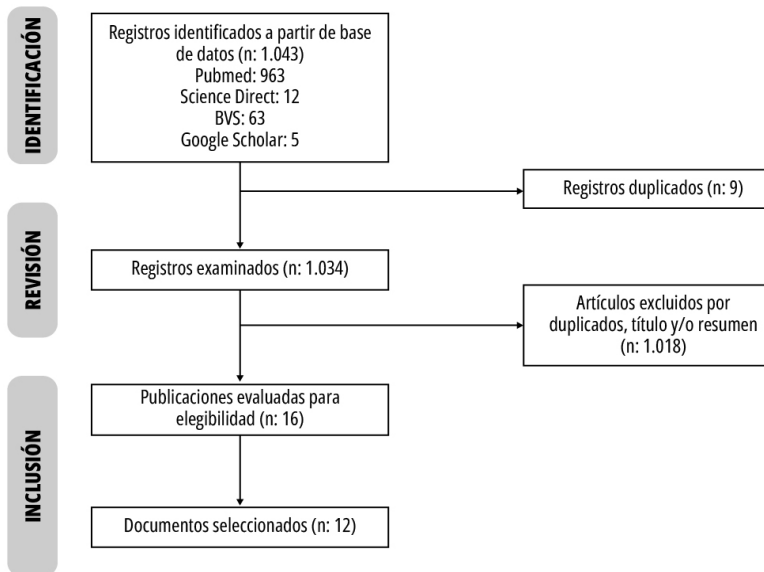 IDENTIFICACIÓN
Registros identificados a partir de base
de datos (n: 1.043)
Pubmed: 963
Science Direct: 12
BVS: 63
Google Scholar: 5
Registros duplicados (n: 9)
REVISIÓN
Registros examinados (n: 1.034)
Artículos excluidos por
duplicados, título y/o resumen
(n: 1.018)
INCLUSIÓN
Publicaciones evaluadas para
elegibilidad (n: 16)
Documentos seleccionados (n: 12)